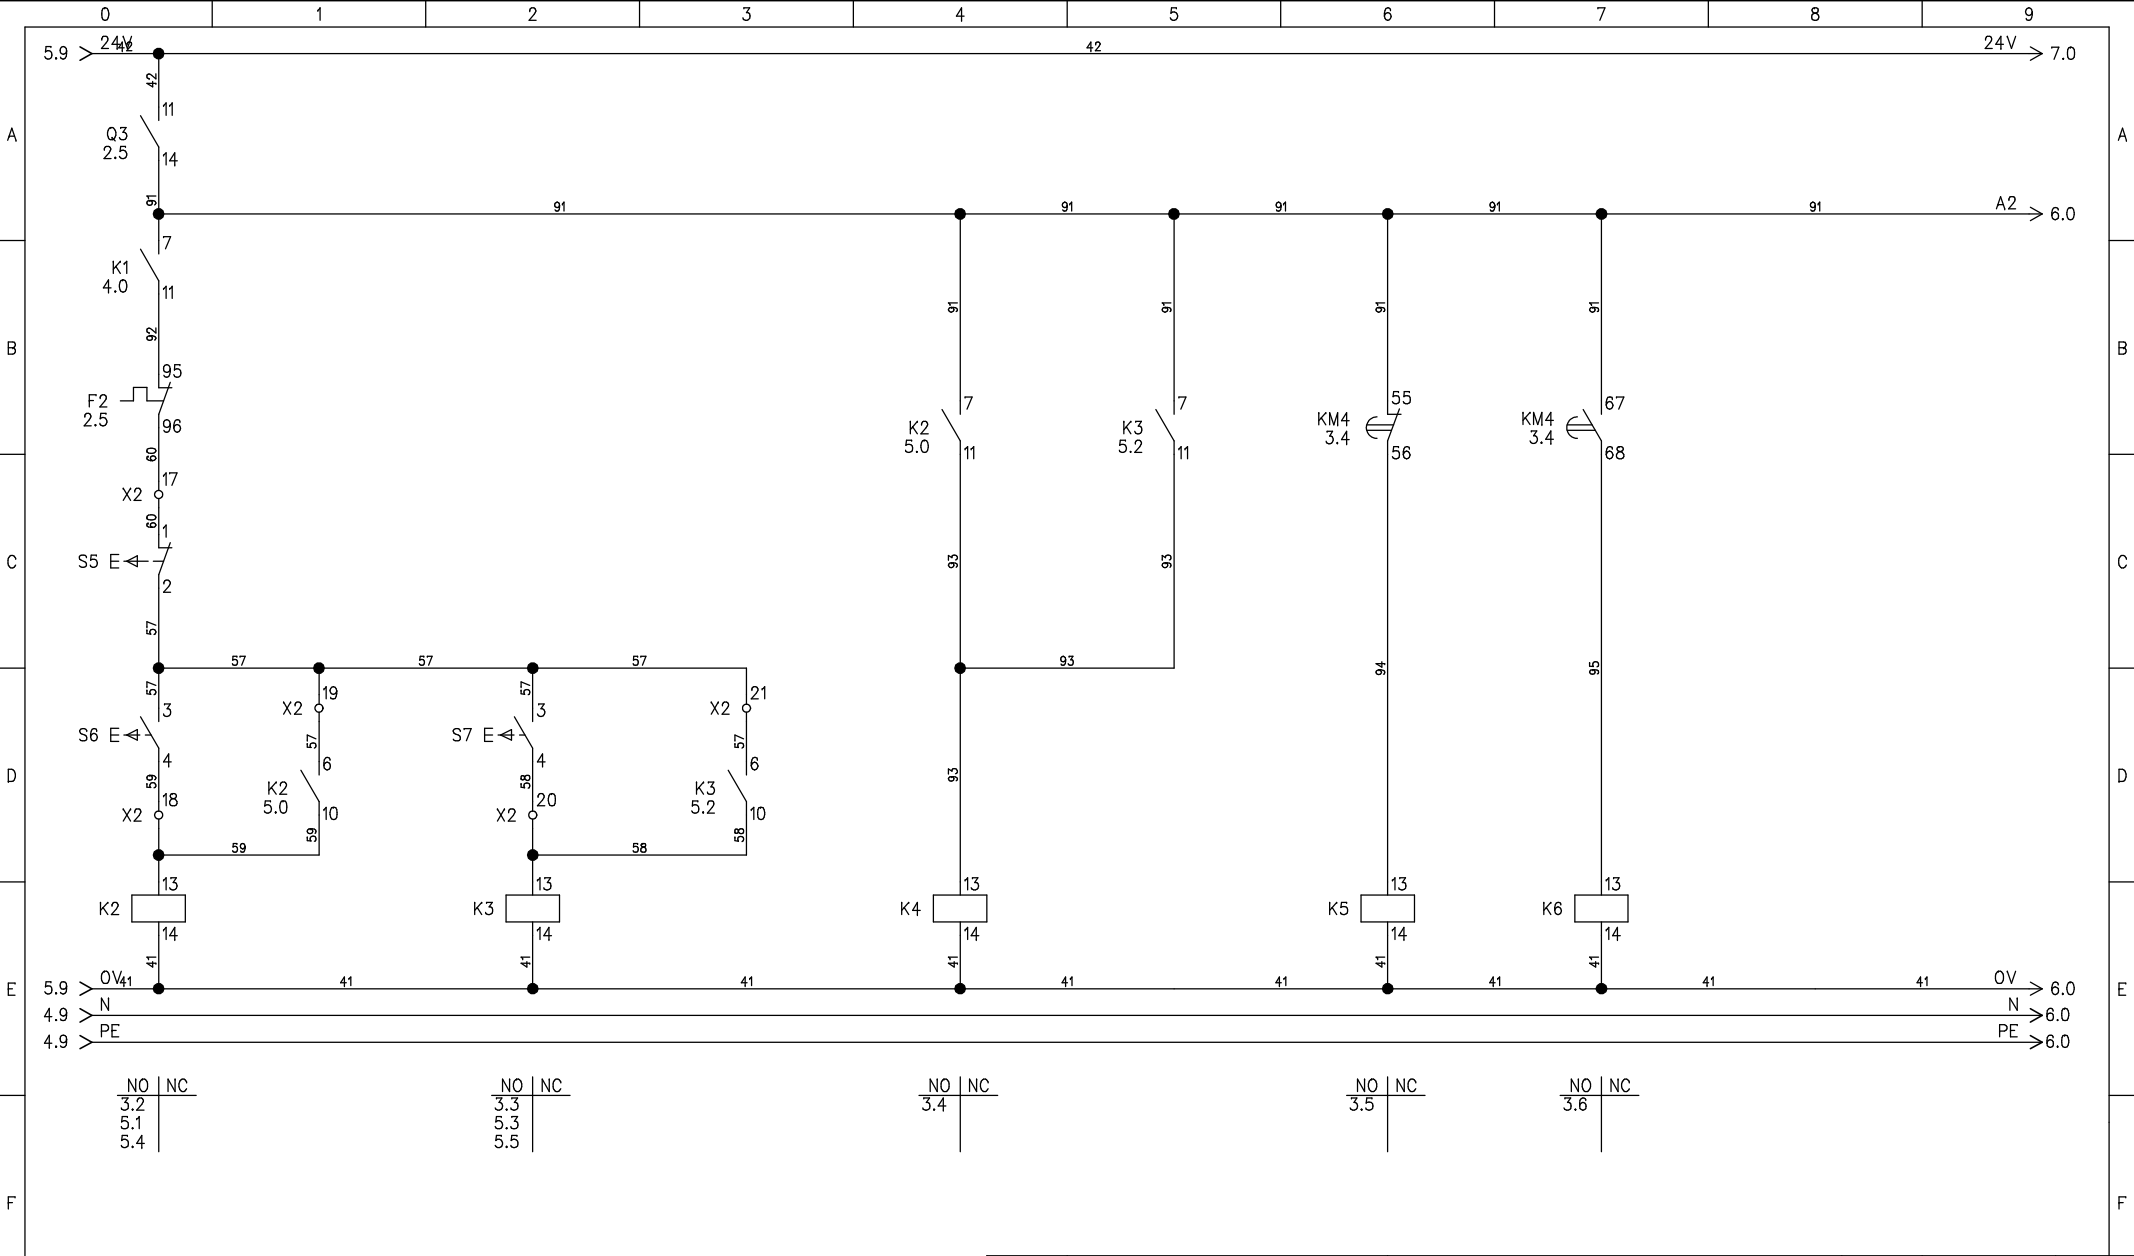 0 1 2 3 4 5 6 7 8 9
5.9 24V 42 42 24V 7.0
42
11
A Q3 A
2.5
14
91
91 91 91 91 91 A2 6.0
7
K1
4.0
11
91 91 91 91
92
B B
95
F2
2.5
96
7 7 55 67
K2 K3 KM4 KM4
5.0 5.2 3.4 3.4
11 11 56 68
60
17
X2
60
1
C S5 E 93 93 C
2
57
57 57 57 93 94 95
57 57
19 21
X2 X2
3 3
S6 E 57 S7 E 57
4 6 4 6
D 59 58 93 D
K2 K3
5.0 5.2
18 10 20 10
X2 X2
59 58
59 58
13 13 13 13 13
K2 K3 K4 K5 K6
14 14 14 14 14
41 41 41 41 41
E 5.9 0V 41 41 41 41 41 41 41 41 0V 6.0 E
4.9 N N 6.0
4.9 PE PE 6.0
NO NC NO NC NO NC NO NC NO NC
3.2 3.3 3.4 3.5 3.6
5.1 5.3
5.4 5.5
F F